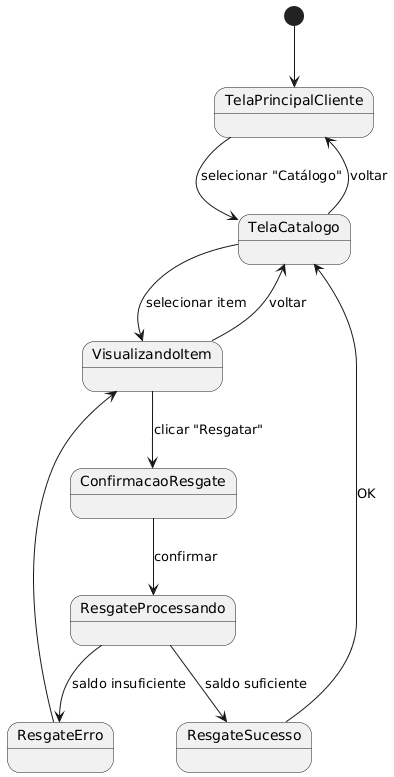 TelaPrincipalCliente
selecionar "Catálogo"
voltar
TelaCatalogo
selecionar item
voltar
VisualizandoItem
clicar "Resgatar"
ConfirmacaoResgate
OK
confirmar
ResgateProcessando
saldo insuficiente
saldo suficiente
ResgateErro
ResgateSucesso